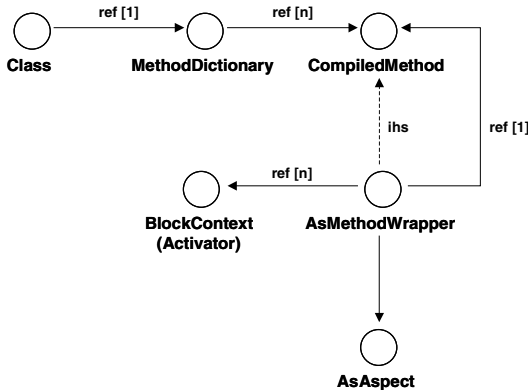 ref [1]
ref [n]
Class
MethodDictionary
CompiledMethod
ihs
ref [1]
ref [n]
BlockContext
(Activator)
AsMethodWrapper
AsAspect